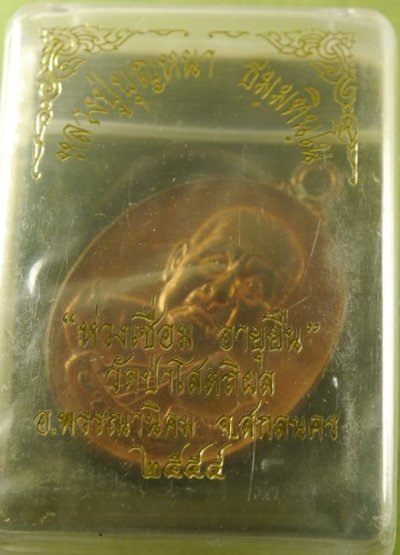 หลวงปู่บุญหนา ธมฺมทินฺโน
"ห่วงเชื่อม อายุยืน"
วัดป่าโสตถิผล
อ.พรรณานิคม จ.สกลนคร
๒๕๕๔